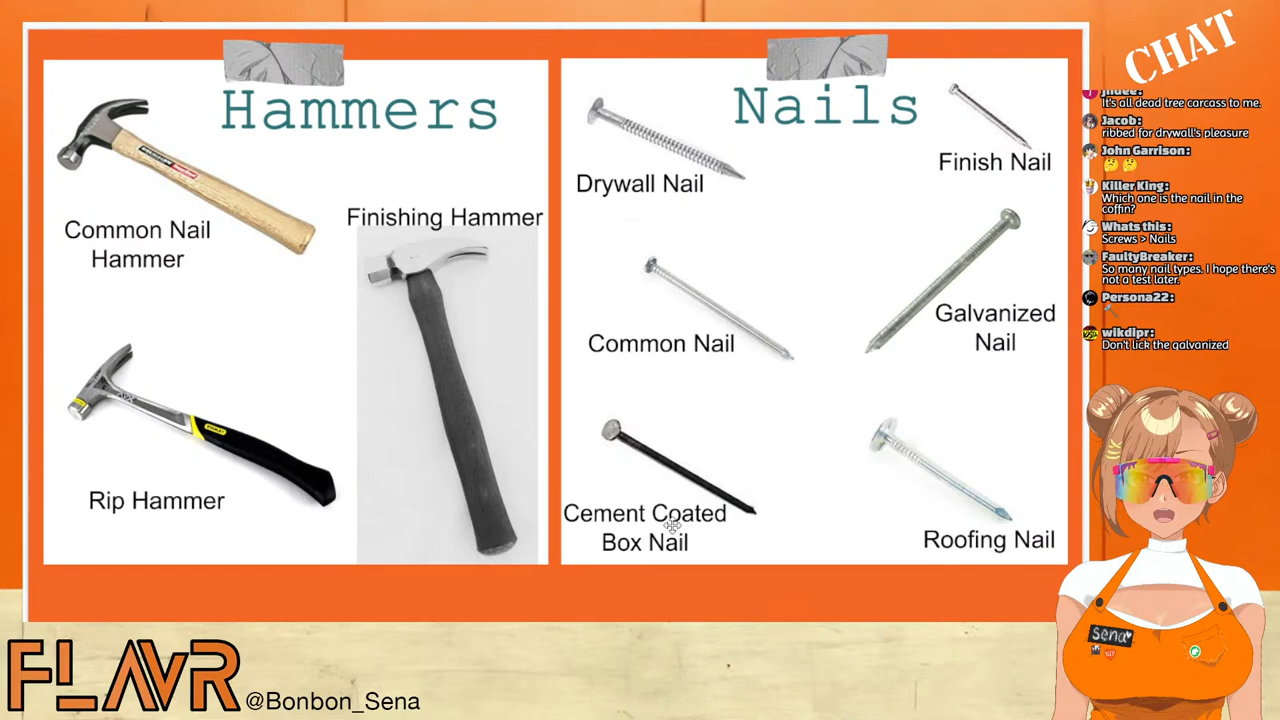 Hammers
Common Nail
Hammer
Finishing Hammer
Rip Hammer
Nails
Drywall Nail
Finish Nail
Common Nail
Galvanized
Nail
Cement Coated
Box Nail
Roofing Nail
CHAT
It's all dead tree carcass to me.
Jacob:
ribbed for drywall's pleasure
John Garrison:
Killer King:
Which one is the nail in the
coffin?
Whats this:
Screws > Nails
FaultyBreaker:
So many nail types. I hope there's
not a test later.
Persona22:
wikdipr:
Don't lick the galvanized
sena
FLAVR
@Bonbon_Sena